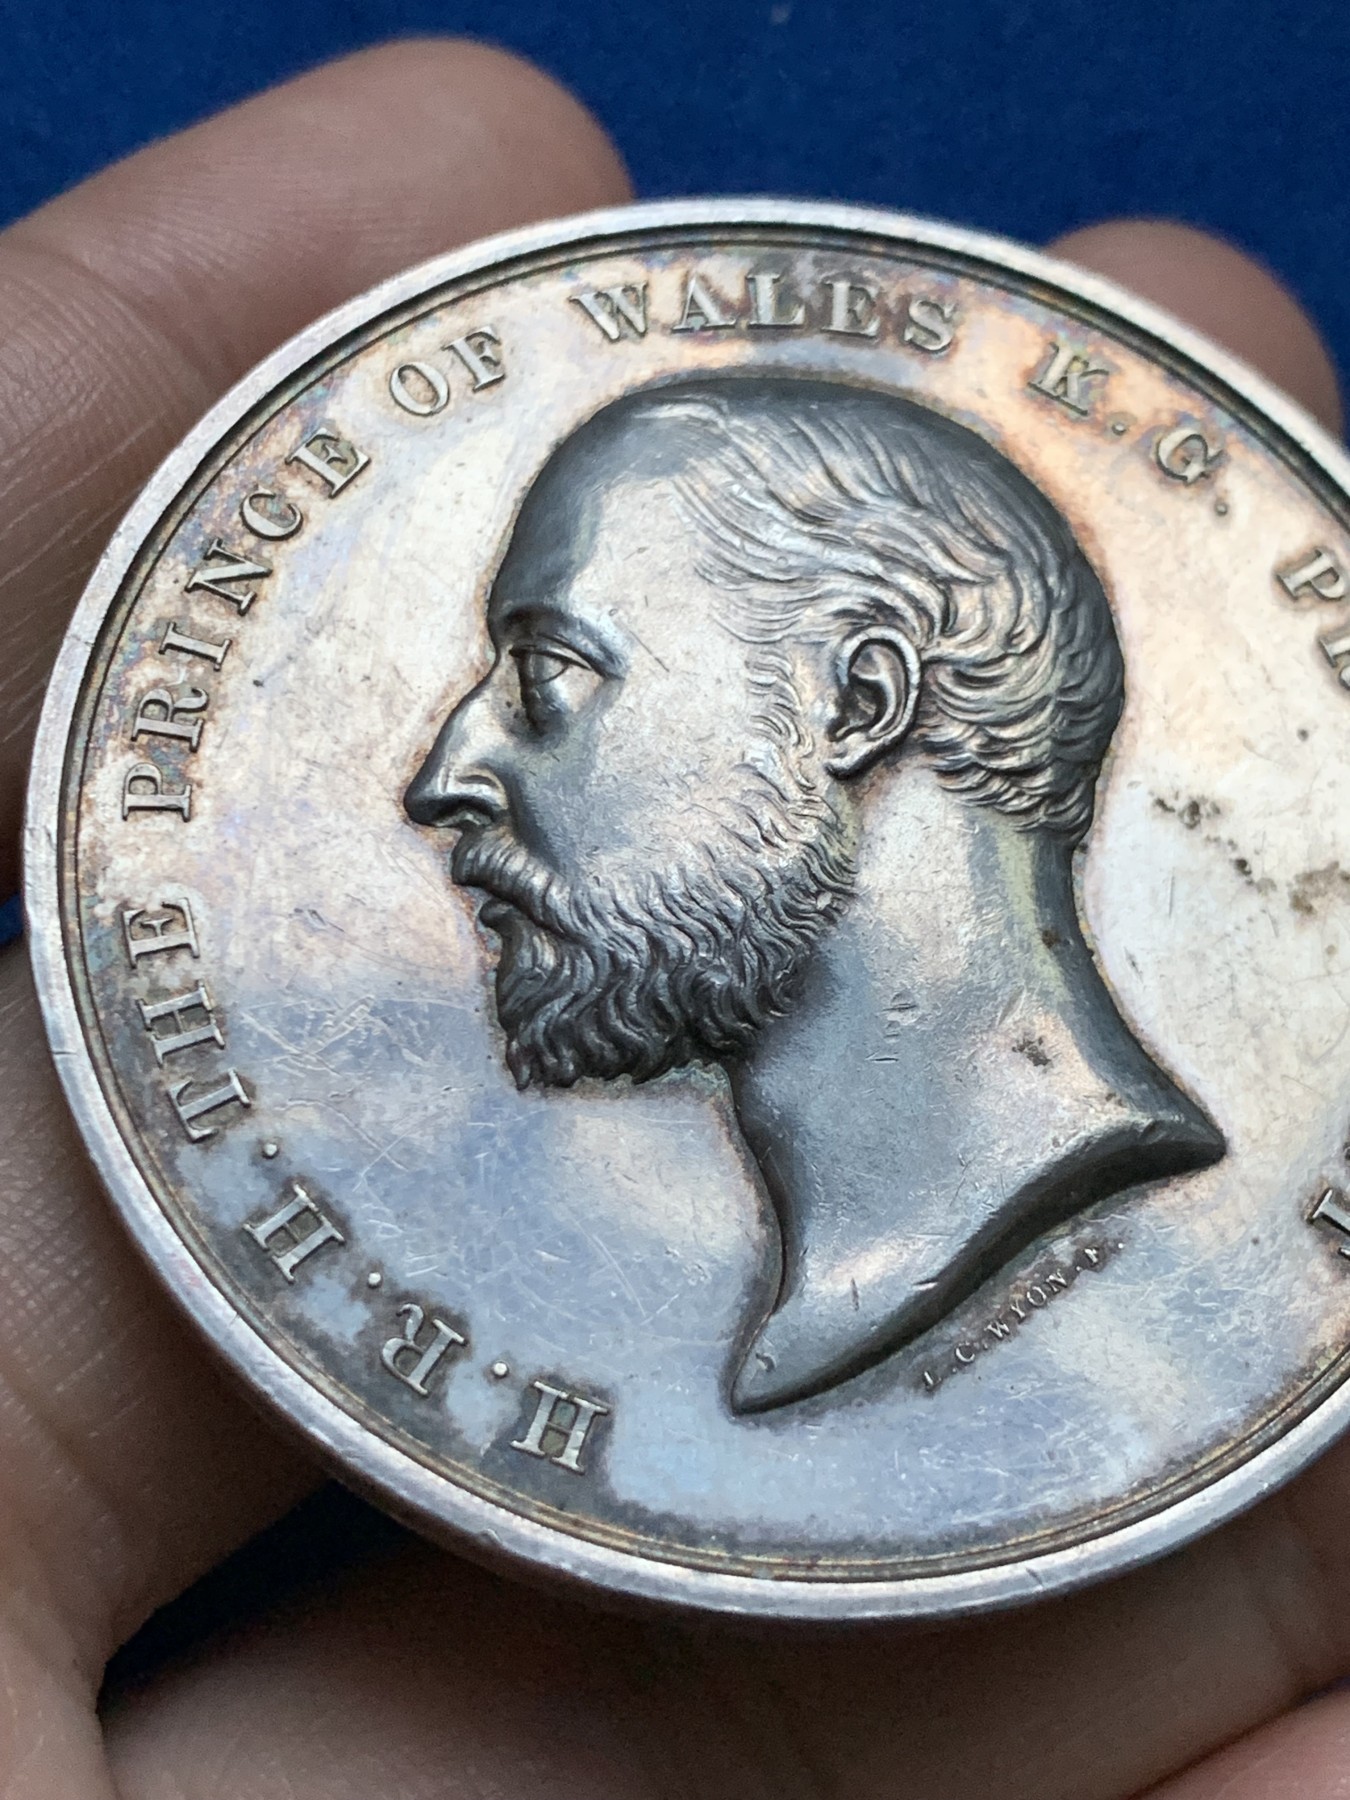 H.R.H.THE PRINCE OF WALES K.G.
L.C.WYON.